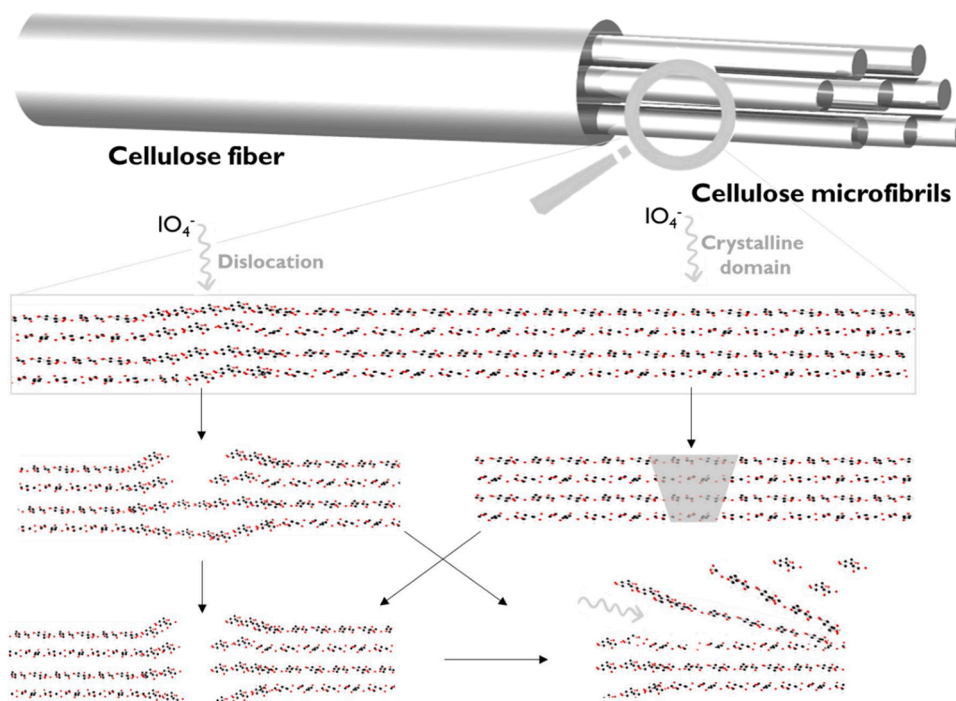 Cellulose fiber
Cellulose microfibrils
IO₄⁻
Dislocation
IO₄⁻
Crystalline
domain